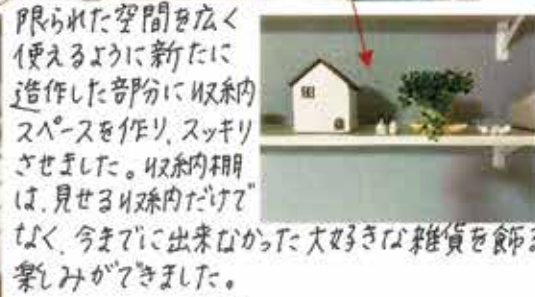 限られた空間を広く
使えるように新たに
造作した部分に収納
スペースを作り、スッキリ
させました。収納棚
は、見せる収納だけで
なく、今までに出来なかった大好きな雑貨を飾る
楽しみができました。